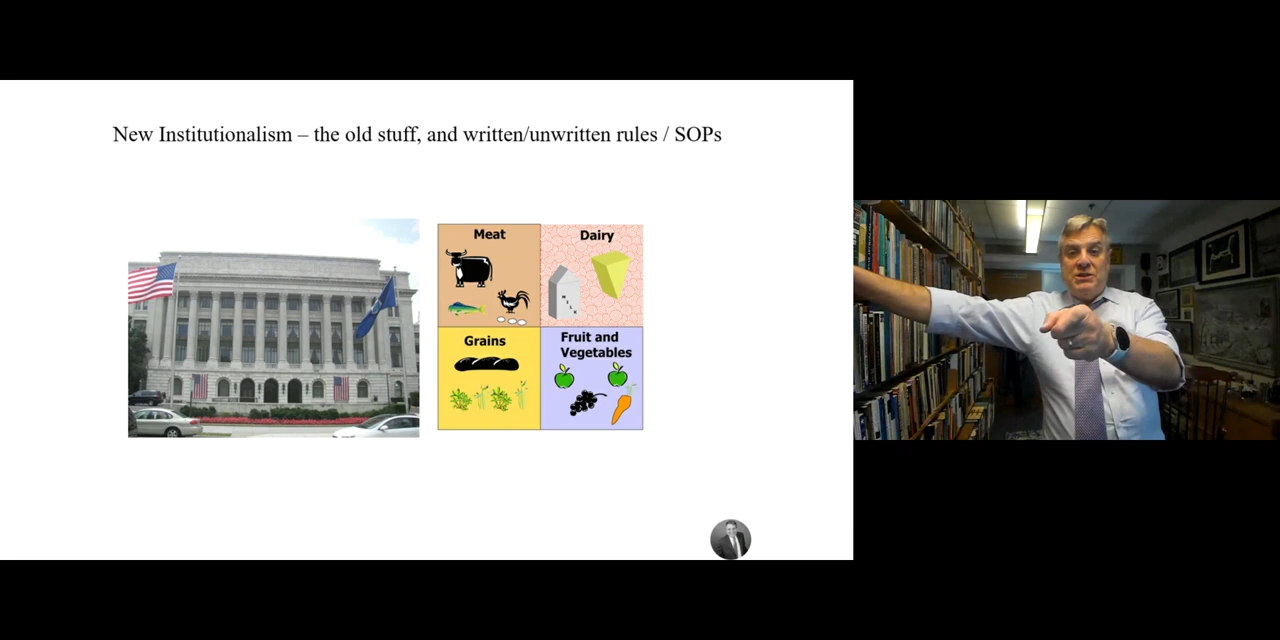 New Institutionalism – the old stuff, and written/unwritten rules / SOPs
Meat
Dairy
Grains
Fruit and
Vegetables